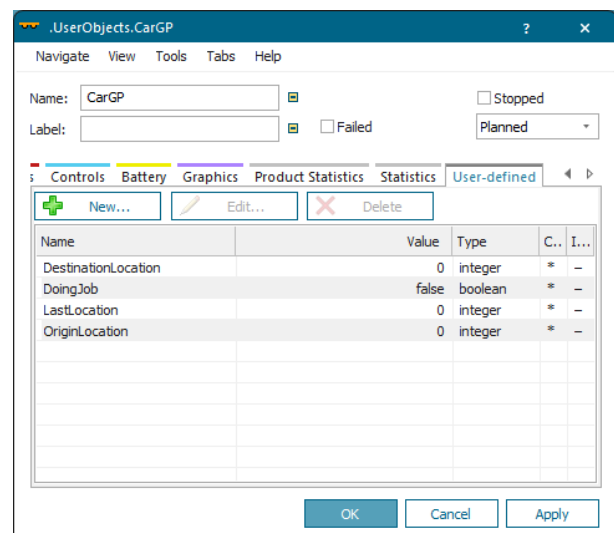 .UserObjects.CarGP ? ×
Navigate View Tools Tabs Help
Name: CarGP Stopped
Label: Failed Planned
s Controls Battery Graphics Product Statistics Statistics User-defined
New... Edit... Delete
Name Value Type C.. I...
DestinationLocation 0 integer * –
DoingJob false boolean * –
LastLocation 0 integer * –
OriginLocation 0 integer * –
OK Cancel Apply